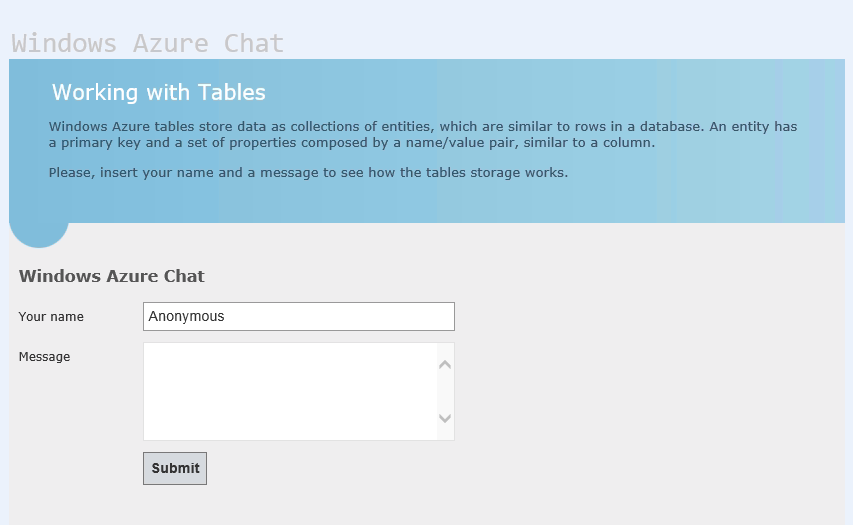 Windows Azure Chat
Working with Tables
Windows Azure tables store data as collections of entities, which are similar to rows in a database. An entity has
a primary key and a set of properties composed by a name/value pair, similar to a column.
Please, insert your name and a message to see how the tables storage works.
Windows Azure Chat
Your name
Anonymous
Message
Submit